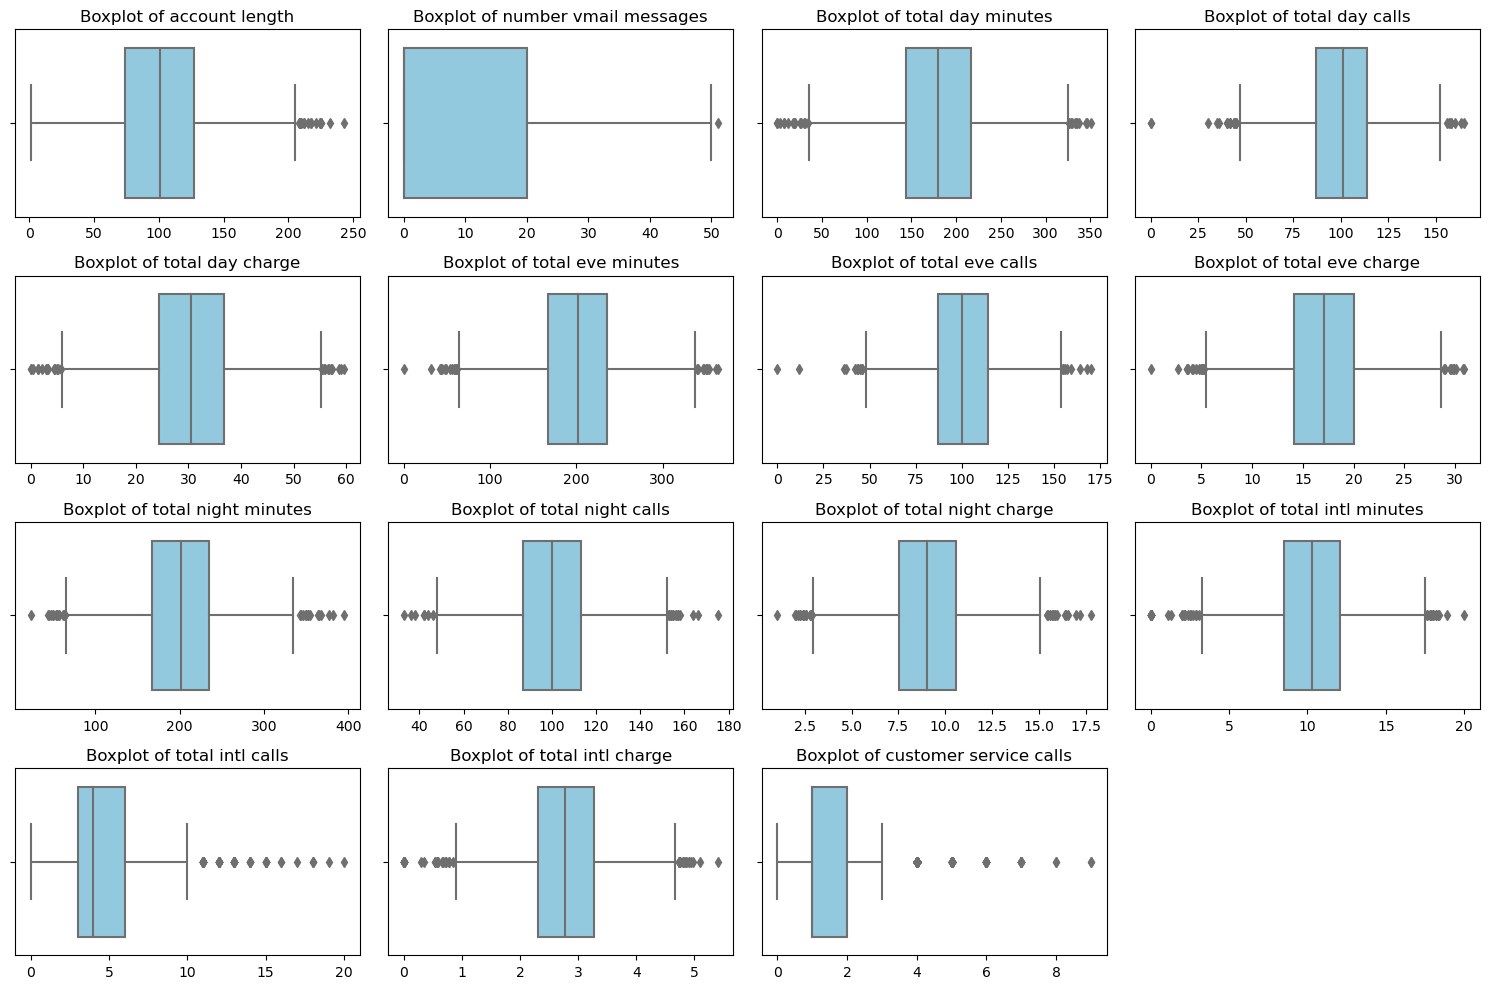 Boxplot of account length
Boxplot of number vmail messages
Boxplot of total day minutes
Boxplot of total day calls
0 50 100 150 200 250
0 10 20 30 40 50
0 50 100 150 200 250 300 350
0 25 50 75 100 125 150
Boxplot of total day charge
Boxplot of total eve minutes
Boxplot of total eve calls
Boxplot of total eve charge
0 10 20 30 40 50 60
0 100 200 300
0 25 50 75 100 125 150 175
0 5 10 15 20 25 30
Boxplot of total night minutes
Boxplot of total night calls
Boxplot of total night charge
Boxplot of total intl minutes
100 200 300 400
40 60 80 100 120 140 160 180
2.5 5.0 7.5 10.0 12.5 15.0 17.5
0 5 10 15 20
Boxplot of total intl calls
Boxplot of total intl charge
Boxplot of customer service calls
0 5 10 15 20
0 1 2 3 4 5
0 2 4 6 8